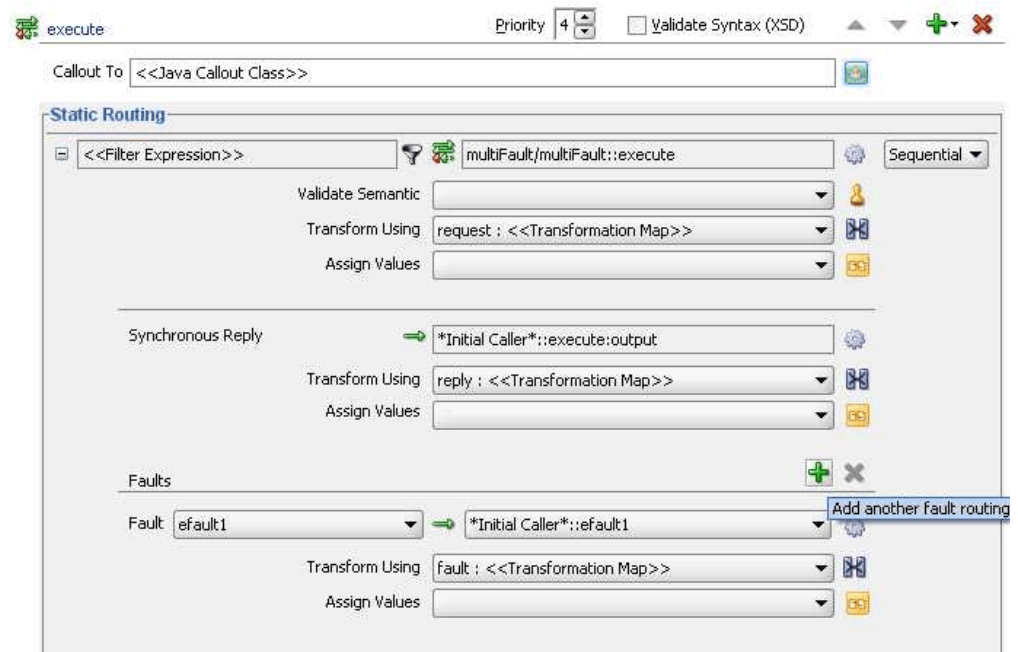 execute Priority 4 Validate Syntax (XSD)
Callout To <<Java Callout Class>>
Static Routing
<<Filter Expression>> multiFault/multiFault::execute Sequential
Validate Semantic
Transform Using request : <<Transformation Map>>
Assign Values
Synchronous Reply *Initial Caller*::execute:output
Transform Using reply : <<Transformation Map>>
Assign Values
Faults
Add another fault routing
Fault efault1 *Initial Caller*::efault1
Transform Using fault : <<Transformation Map>>
Assign Values